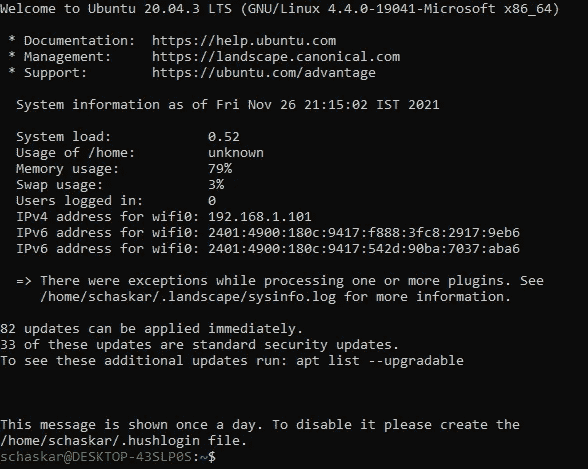 Welcome to Ubuntu 20.04.3 LTS (GNU/Linux 4.4.0-19041-Microsoft x86_64)
* Documentation:  https://help.ubuntu.com
* Management:     https://landscape.canonical.com
* Support:        https://ubuntu.com/advantage
System information as of Fri Nov 26 21:15:02 IST 2021
System load:            0.52
Usage of /home:         unknown
Memory usage:           79%
Swap usage:             3%
Users logged in:        0
IPv4 address for wifi0: 192.168.1.101
IPv6 address for wifi0: 2401:4900:180c:9417:f888:3fc8:2917:9eb6
IPv6 address for wifi0: 2401:4900:180c:9417:542d:90ba:7037:aba6
=> There were exceptions while processing one or more plugins. See
/home/schaskar/.landscape/sysinfo.log for more information.
82 updates can be applied immediately.
33 of these updates are standard security updates.
To see these additional updates run: apt list --upgradable
This message is shown once a day. To disable it please create the
/home/schaskar/.hushlogin file.
schaskar@DESKTOP-43SLP0S:~$